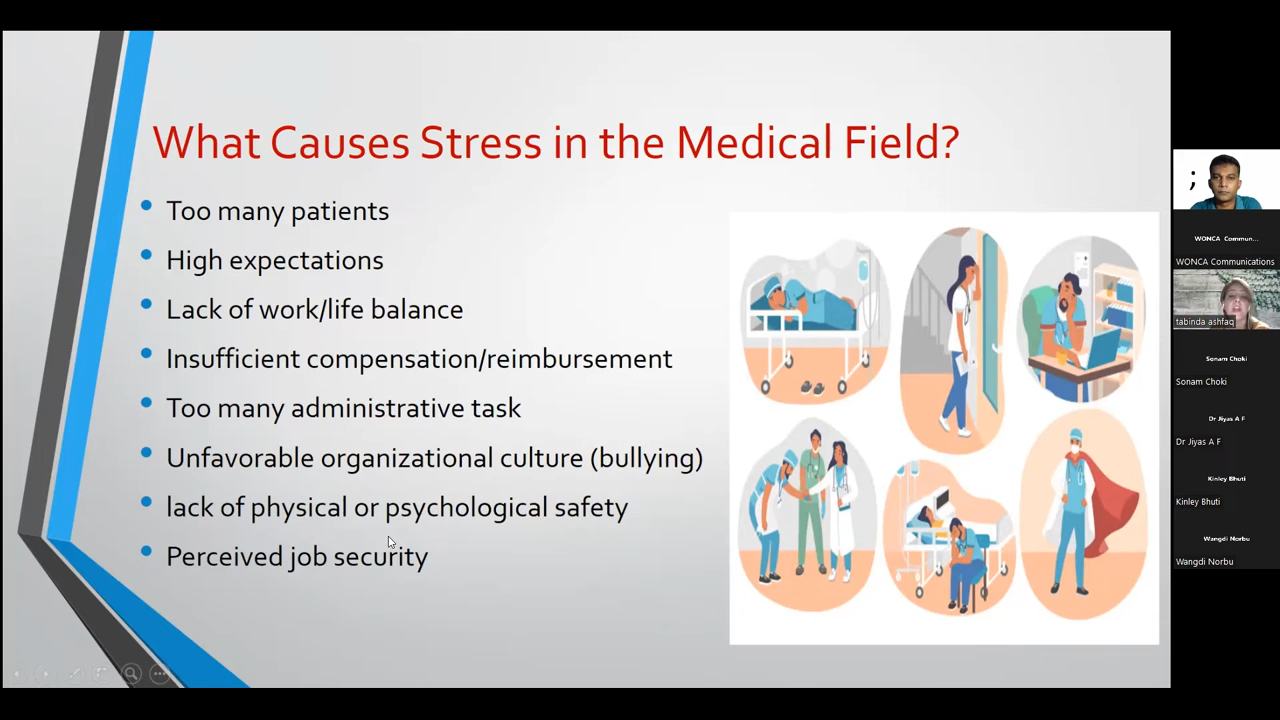 What Causes Stress in the Medical Field?
Too many patients
High expectations
Lack of work/life balance
Insufficient compensation/reimbursement
Too many administrative task
Unfavorable organizational culture (bullying)
lack of physical or psychological safety
Perceived job security
;
WONCA Commun...
WONCA Communications
tabinda ashfaq
Sonam Choki
Sonam Choki
Dr Jiyas A F
Dr Jiyas A F
Kinley Bhuti
Kinley Bhuti
Wangdi Norbu
Wangdi Norbu